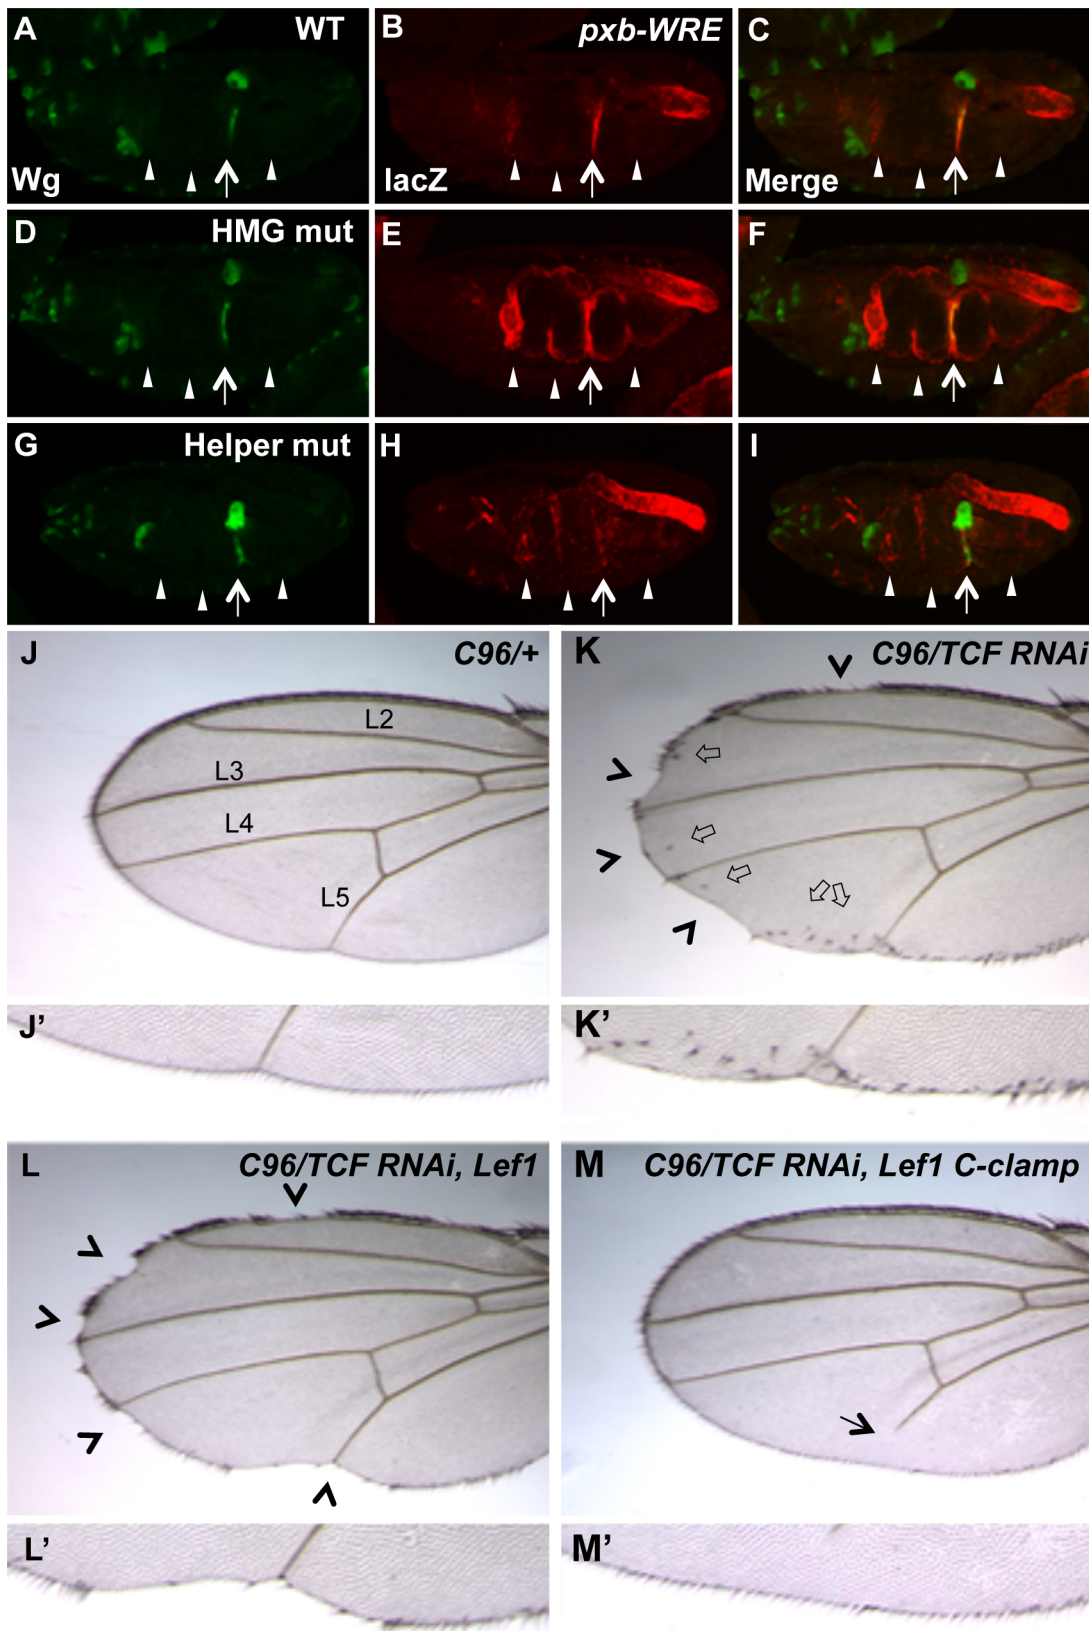 A WT
B pxb-WRE
C
Wg
lacZ
Merge
D HMG mut
E
F
G Helper mut
H
I
J C96/+
L2
L3
L4
L5
K C96/TCF RNAi
J’
K’
L C96/TCF RNAi, Lef1
M C96/TCF RNAi, Lef1 C-clamp
L’
M’